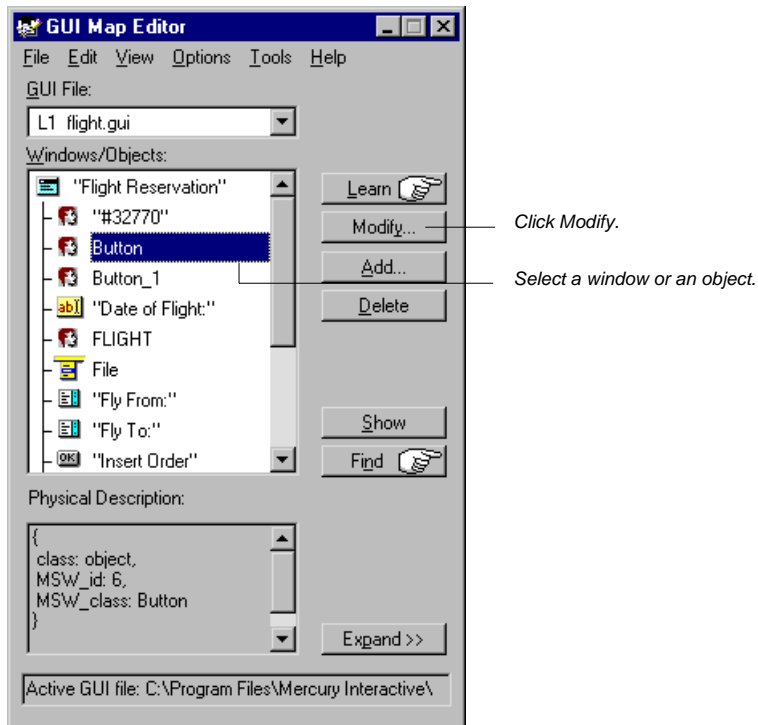 GUI Map Editor
File Edit View Options Tools Help
GUI File:
L1 flight.gui
Windows/Objects:
"Flight Reservation"
"#32770"
Button
Button_1
"Date of Flight:"
FLIGHT
File
"Fly From:"
"Fly To:"
"Insert Order"
Learn
Modify...
Add...
Delete
Show
Find
Click Modify.
Select a window or an object.
Physical Description:
{
class: object,
MSW_id: 6,
MSW_class: Button
}
Expand >>
Active GUI file: C:\Program Files\Mercury Interactive\